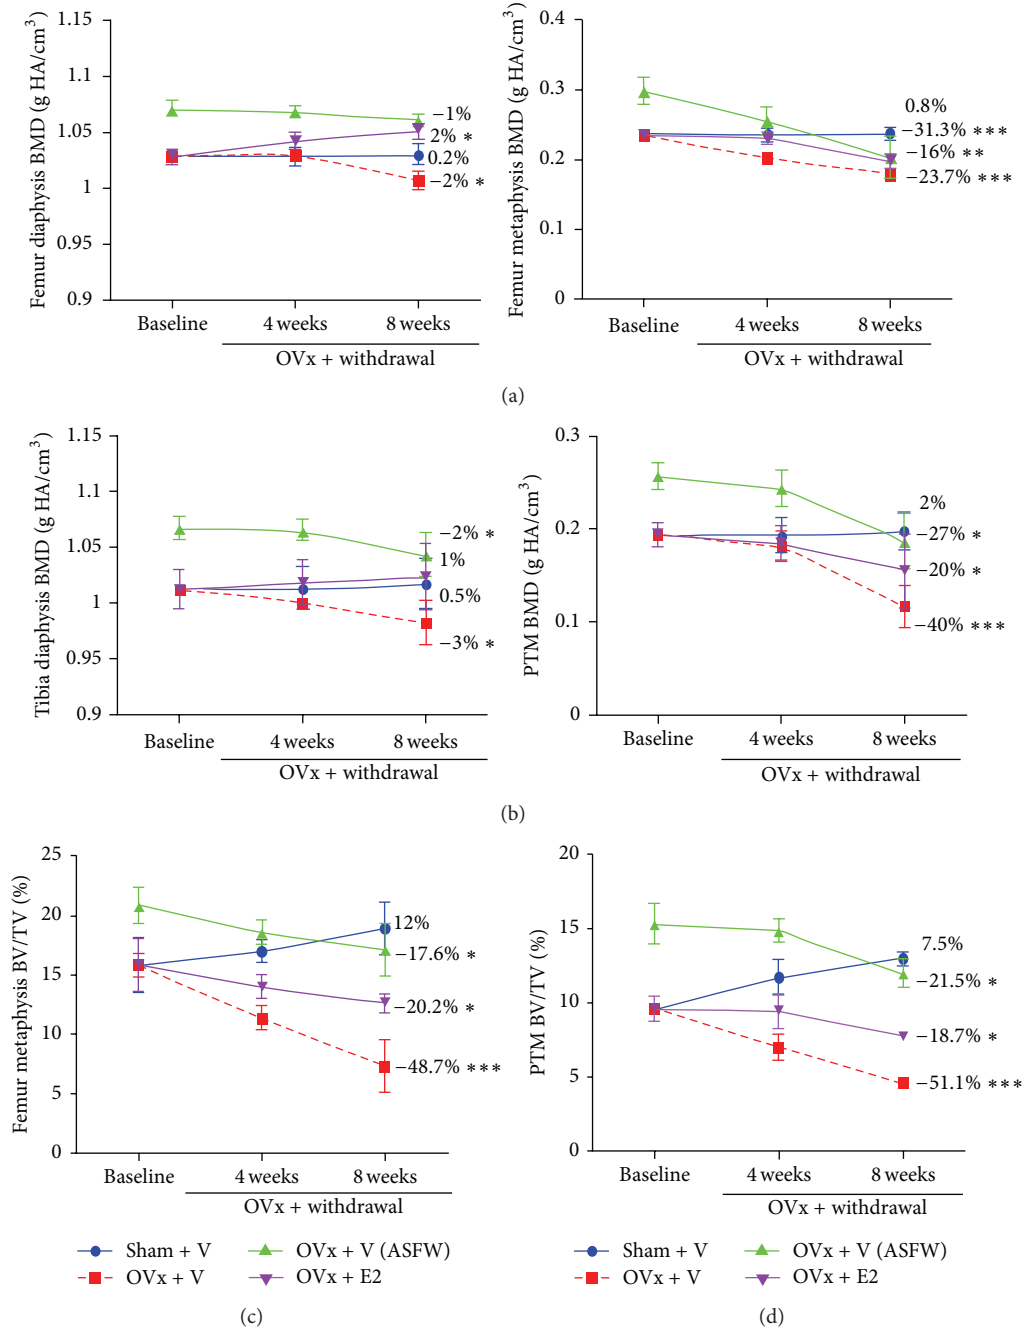 1.15
1.1
1.05
1
0.95
0.9
Femur diaphysis BMD (g HA/cm³)
−1%
2% *
0.2%
−2% *
Baseline
4 weeks
8 weeks
OVx + withdrawal
0.4
0.3
0.2
0.1
0
Femur metaphysis BMD (g HA/cm³)
0.8%
−31.3% ***
−16% **
−23.7% ***
Baseline
4 weeks
8 weeks
OVx + withdrawal
(a)
1.15
1.1
1.05
1
0.95
0.9
Tibia diaphysis BMD (g HA/cm³)
−2% *
1%
0.5%
−3% *
Baseline
4 weeks
8 weeks
OVx + withdrawal
0.3
0.2
0.1
0
PTM BMD (g HA/cm³)
2%
−27% *
−20% *
−40% ***
Baseline
4 weeks
8 weeks
OVx + withdrawal
(b)
25
20
15
10
5
0
Femur metaphysis BV/TV (%)
12%
−17.6% *
−20.2% *
−48.7% ***
Baseline
4 weeks
8 weeks
OVx + withdrawal
Sham + V
OVx + V
OVx + V (ASFW)
OVx + E2
(c)
20
15
10
5
0
PTM BV/TV (%)
7.5%
−21.5% *
−18.7% *
−51.1% ***
Baseline
4 weeks
8 weeks
OVx + withdrawal
Sham + V
OVx + V
OVx + V (ASFW)
OVx + E2
(d)